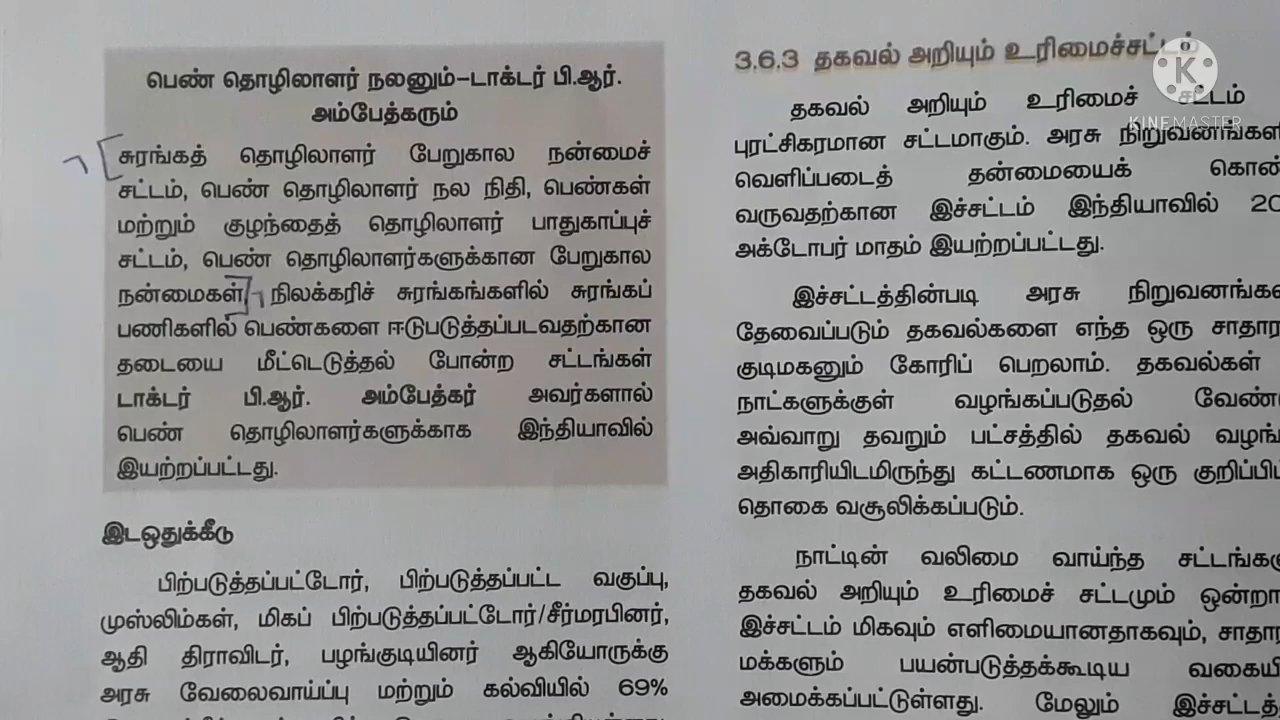 பெண் தொழிலாளர் நலனும்–டாக்டர் பி.ஆர்.
அம்பேத்கரும்
சுரங்கத் தொழிலாளர் பேறுகால நன்மைச்
சட்டம், பெண் தொழிலாளர் நல நிதி, பெண்கள்
மற்றும் குழந்தைத் தொழிலாளர் பாதுகாப்புச்
சட்டம், பெண் தொழிலாளர்களுக்கான பேறுகால
நன்மைகள், நிலக்கரிச் சுரங்கங்களில் சுரங்கப்
பணிகளில் பெண்களை ஈடுபடுத்தப்படவதற்கான
தடையை மீட்டெடுத்தல் போன்ற சட்டங்கள்
டாக்டர் பி.ஆர். அம்பேத்கர் அவர்களால்
பெண் தொழிலாளர்களுக்காக இந்தியாவில்
இயற்றப்பட்டது.
இடஒதுக்கீடு
பிற்படுத்தப்பட்டோர், பிற்படுத்தப்பட்ட வகுப்பு,
முஸ்லிம்கள், மிகப் பிற்படுத்தப்பட்டோர்/சீர்மரபினர்,
ஆதி திராவிடர், பழங்குடியினர் ஆகியோருக்கு
அரசு வேலைவாய்ப்பு மற்றும் கல்வியில் 69%
3.6.3 தகவல் அறியும் உரிமைச்சட்டம்
தகவல் அறியும் உரிமைச் சட்டம்
புரட்சிகரமான சட்டமாகும். அரசு
வெளிப்படைத் தன்மையைக்
வருவதற்கான இச்சட்டம் இந்தியாவில்
அக்டோபர் மாதம் இயற்றப்பட்டது.
இச்சட்டத்தின்படி அரசு
தேவைப்படும் தகவல்களை எந்த ஒரு
குடிமகனும் கோரிப் பெறலாம். தகவல்கள்
நாட்களுக்குள் வழங்கப்படுதல்
அவ்வாறு தவறும் பட்சத்தில் தகவல்
அதிகாரியிடமிருந்து கட்டணமாக ஒரு
தொகை வசூலிக்கப்படும்.
நாட்டின் வலிமை வாய்ந்த
தகவல் அறியும் உரிமைச் சட்டமும்
இச்சட்டம் மிகவும் எளிமையானதாகவும்,
மக்களும் பயன்படுத்தக்கூடிய
அமைக்கப்பட்டுள்ளது. மேலும்
K
KINEMASTER